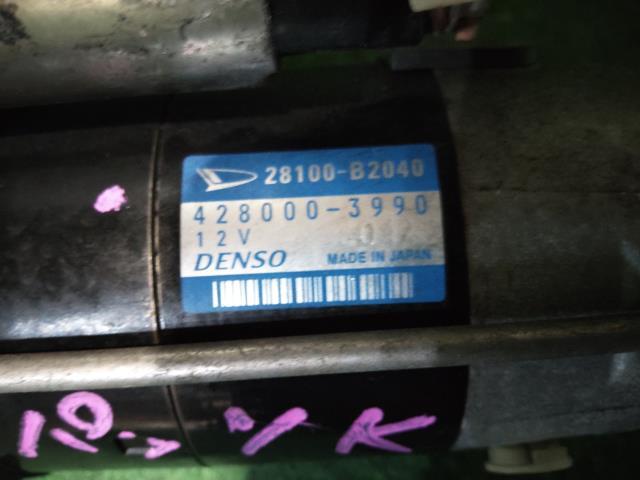 28100-B2040
428000-3990
12V
DENSO MADE IN JAPAN